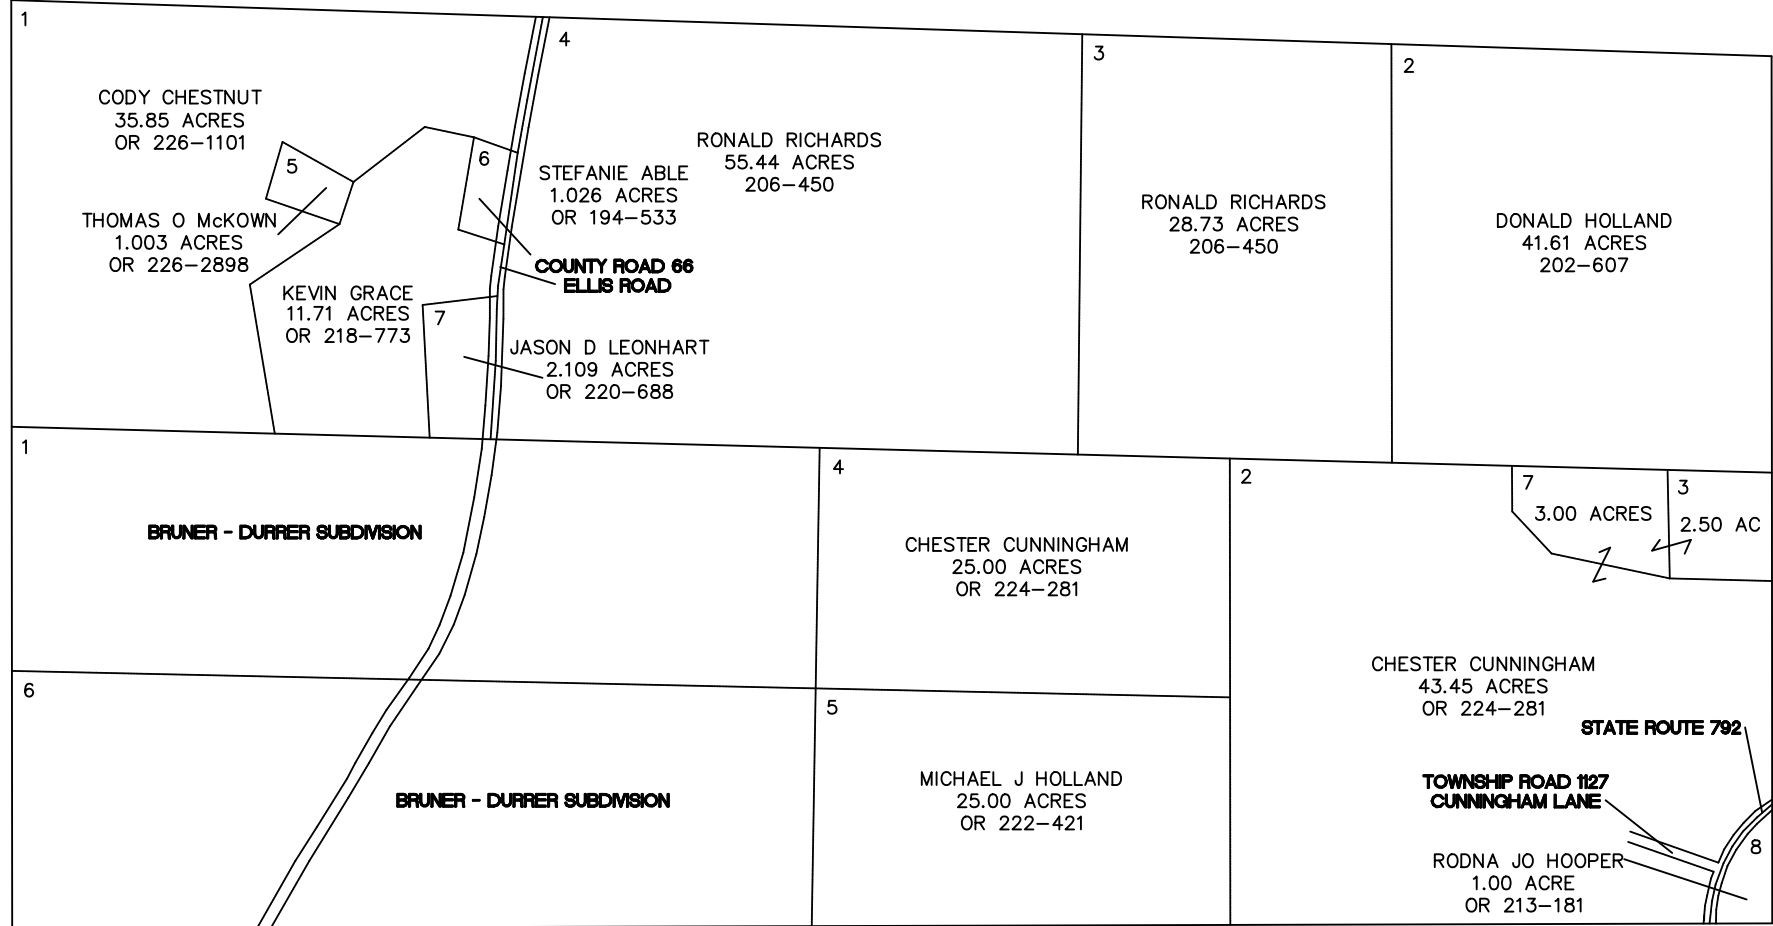 1
4
3
2
CODY CHESTNUT
35.85 ACRES
OR 226-1101
5
6
THOMAS O McKOWN
1.003 ACRES
OR 226-2898
STEFANIE ABLE
1.026 ACRES
OR 194-533
RONALD RICHARDS
55.44 ACRES
206-450
RONALD RICHARDS
28.73 ACRES
206-450
DONALD HOLLAND
41.61 ACRES
202-607
COUNTY ROAD 66
ELLIS ROAD
KEVIN GRACE
11.71 ACRES
OR 218-773
7
JASON D LEONHART
2.109 ACRES
OR 220-688
1
4
2
7
3
3.00 ACRES
2.50 AC
BRUNER - DURRER SUBDIVISION
CHESTER CUNNINGHAM
25.00 ACRES
OR 224-281
CHESTER CUNNINGHAM
43.45 ACRES
OR 224-281
6
5
STATE ROUTE 792
BRUNER - DURRER SUBDIVISION
MICHAEL J HOLLAND
25.00 ACRES
OR 222-421
TOWNSHIP ROAD 1127
CUNNINGHAM LANE
8
RODNA JO HOOPER
1.00 ACRE
OR 213-181